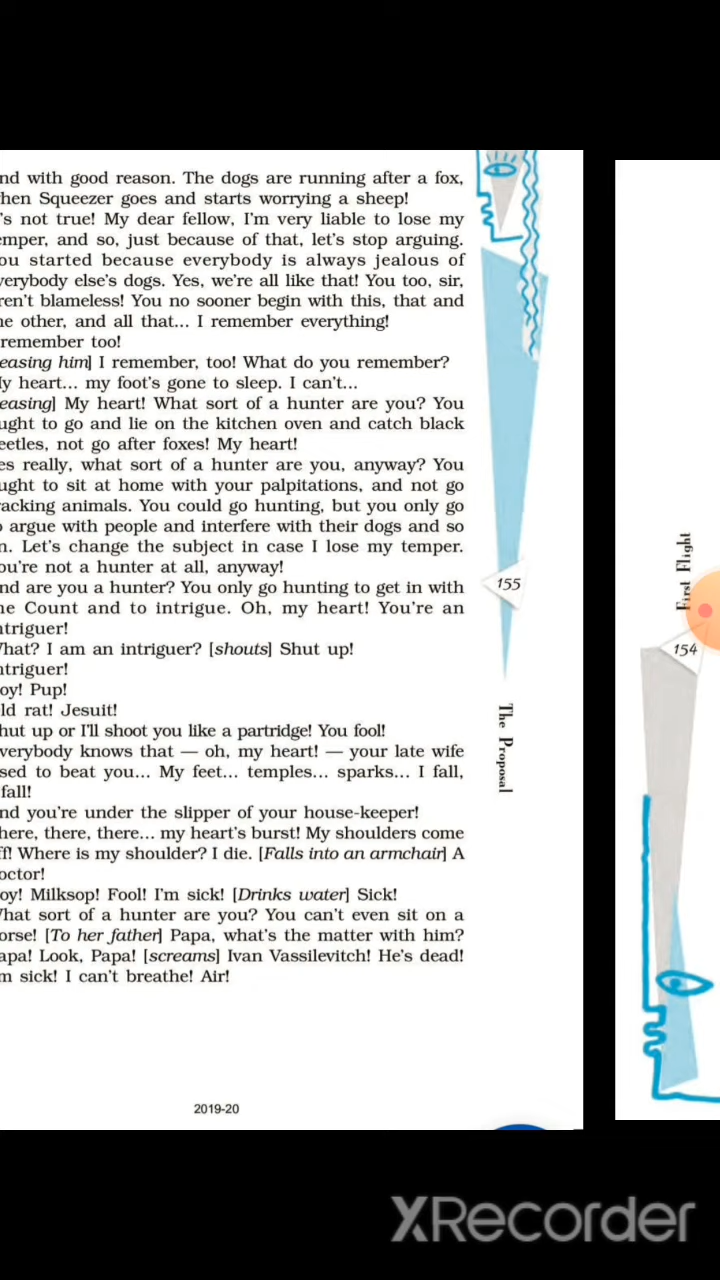 nd with good reason. The dogs are running after a fox,
hen Squeezer goes and starts worrying a sheep!
's not true! My dear fellow, I'm very liable to lose my
emper, and so, just because of that, let's stop arguing.
ou started because everybody is always jealous of
verybody else's dogs. Yes, we're all like that! You too, sir,
ren't blameless! You no sooner begin with this, that and
he other, and all that... I remember everything!
remember too!
easing him] I remember, too! What do you remember?
y heart... my foot's gone to sleep. I can't...
easing] My heart! What sort of a hunter are you? You
ught to go and lie on the kitchen oven and catch black
eetles, not go after foxes! My heart!
es really, what sort of a hunter are you, anyway? You
ught to sit at home with your palpitations, and not go
racking animals. You could go hunting, but you only go
o argue with people and interfere with their dogs and so
n. Let's change the subject in case I lose my temper.
ou're not a hunter at all, anyway!
nd are you a hunter? You only go hunting to get in with
he Count and to intrigue. Oh, my heart! You're an
ntriguer!
hat? I am an intriguer? [shouts] Shut up!
ntriguer!
oy! Pup!
ld rat! Jesuit!
hut up or I'll shoot you like a partridge! You fool!
verybody knows that — oh, my heart! — your late wife
sed to beat you... My feet... temples... sparks... I fall,
fall!
nd you're under the slipper of your house-keeper!
here, there, there... my heart's burst! My shoulders come
ff! Where is my shoulder? I die. [Falls into an armchair] A
octor!
oy! Milksop! Fool! I'm sick! [Drinks water] Sick!
hat sort of a hunter are you? You can't even sit on a
orse! [To her father] Papa, what's the matter with him?
apa! Look, Papa! [screams] Ivan Vassilevitch! He's dead!
m sick! I can't breathe! Air!
2019-20
155
The Proposal
First Flight
154
XRecorder